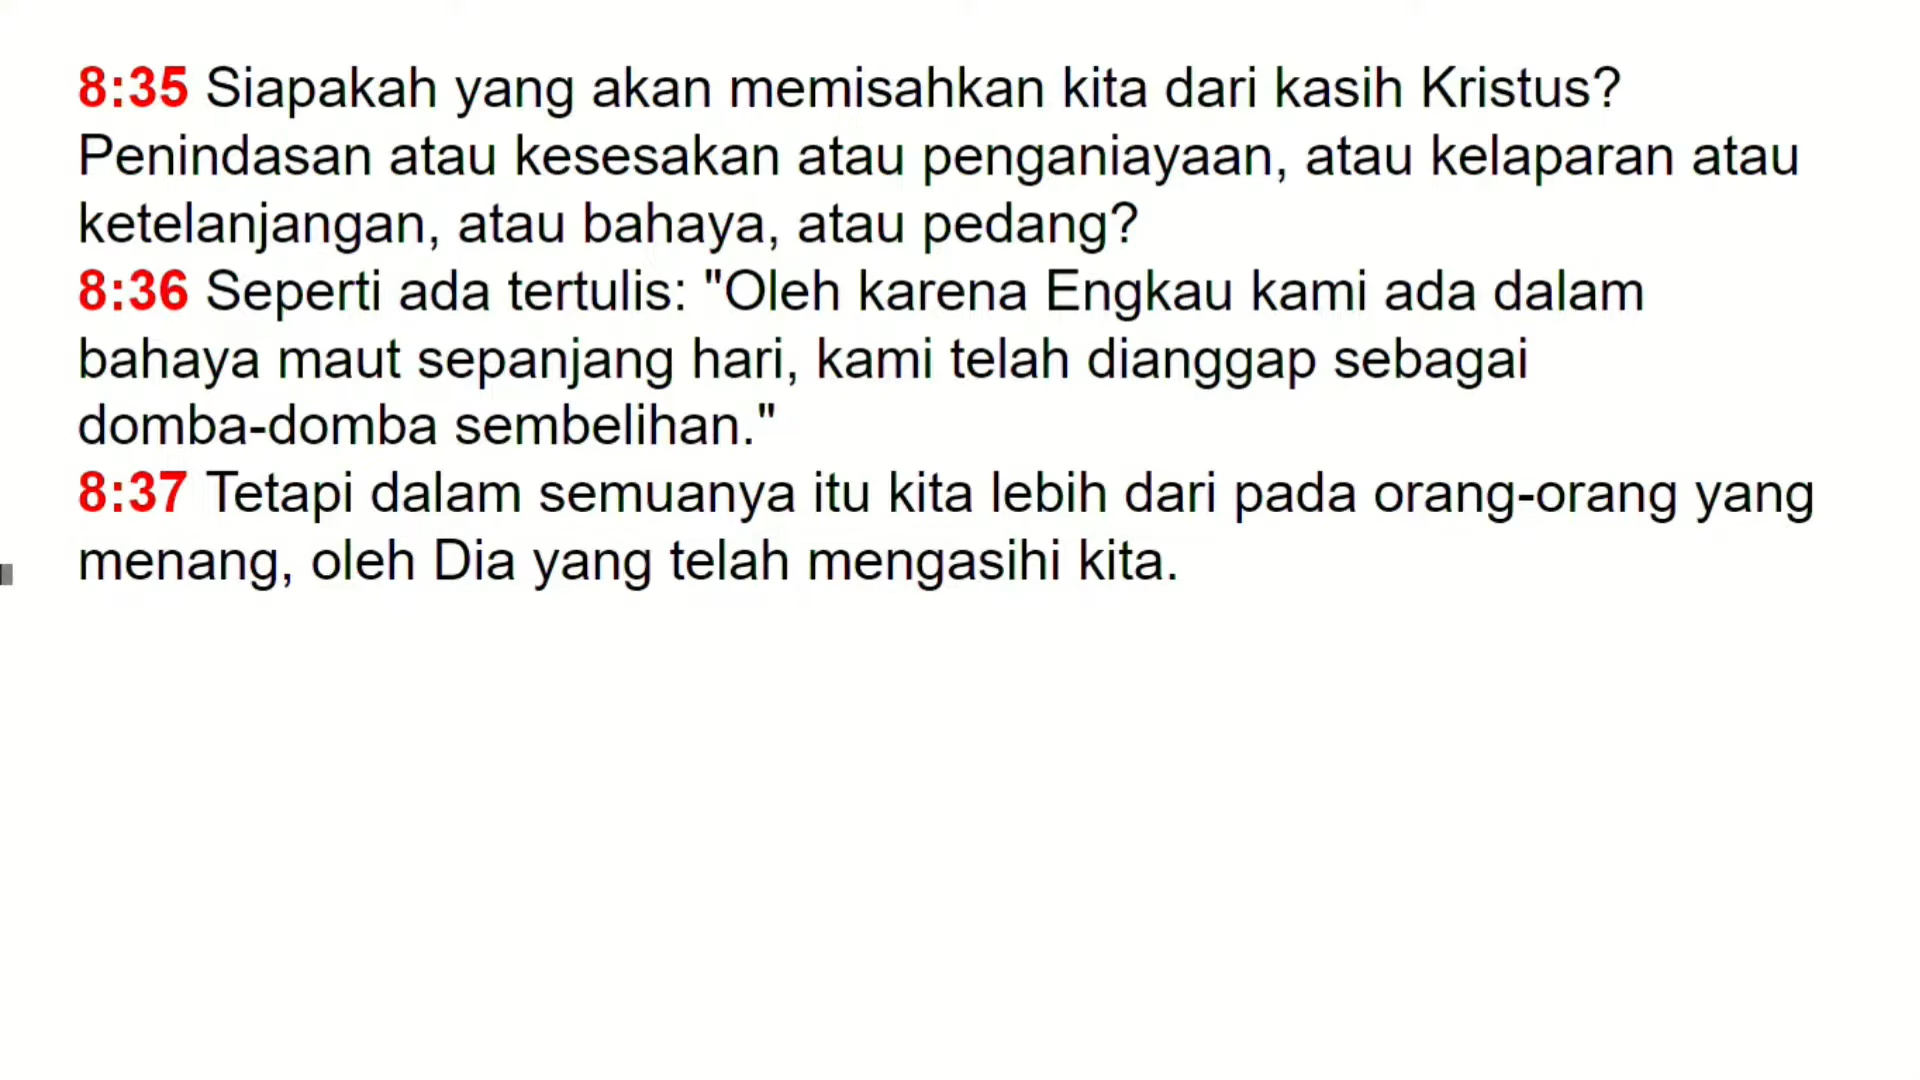 8:35 Siapakah yang akan memisahkan kita dari kasih Kristus?
Penindasan atau kesesakan atau penganiayaan, atau kelaparan atau
ketelanjangan, atau bahaya, atau pedang?
8:36 Seperti ada tertulis: "Oleh karena Engkau kami ada dalam
bahaya maut sepanjang hari, kami telah dianggap sebagai
domba-domba sembelihan."
8:37 Tetapi dalam semuanya itu kita lebih dari pada orang-orang yang
menang, oleh Dia yang telah mengasihi kita.